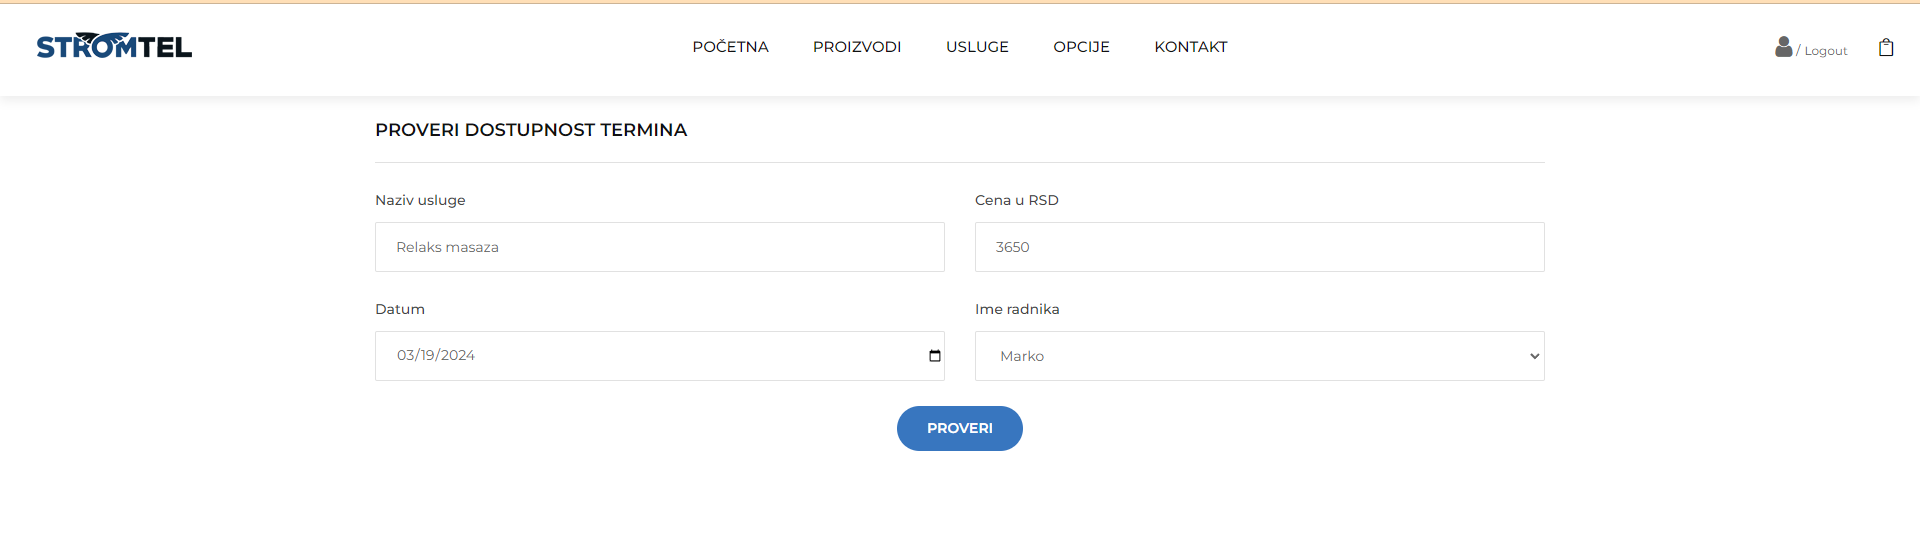 STROMTEL
POČETNA PROIZVODI USLUGE OPCIJE KONTAKT
/ Logout
PROVERI DOSTUPNOST TERMINA
Naziv usluge Cena u RSD
Relaks masaza 3650
Datum Ime radnika
03/19/2024 Marko
PROVERI